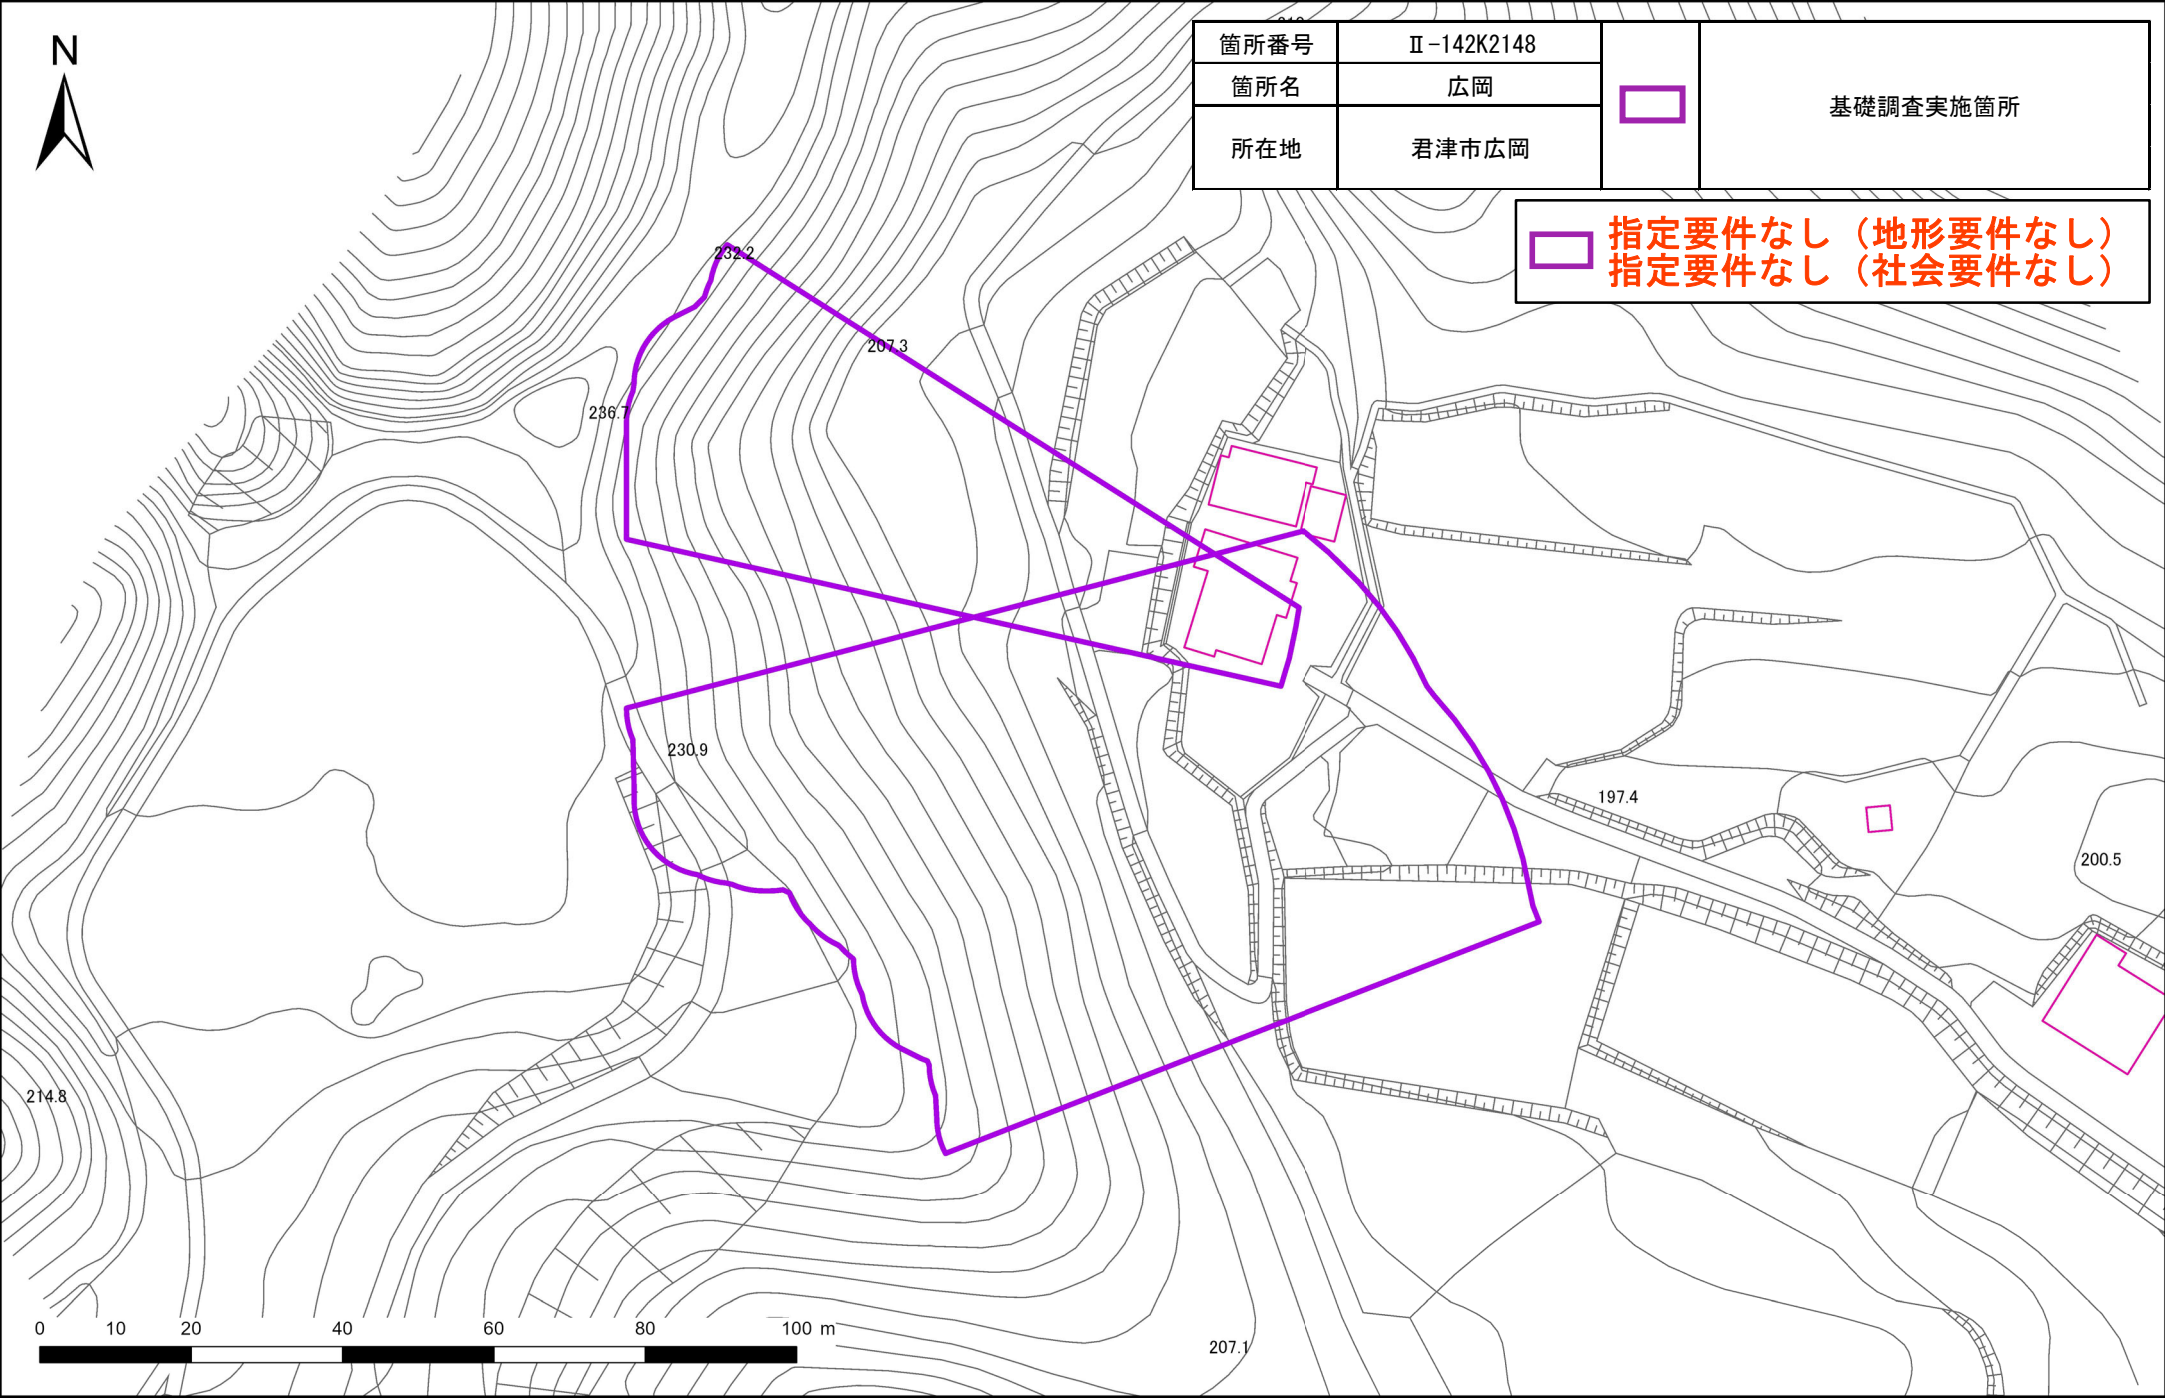 N
箇所番号
Ⅱ-142K2148
箇所名
広岡
所在地
君津市広岡
基礎調査実施箇所
指定要件なし（地形要件なし）
指定要件なし（社会要件なし）
232.2
207.3
236.7
230.9
197.4
200.5
214.8
207.1
0 10 20 40 60 80 100 m